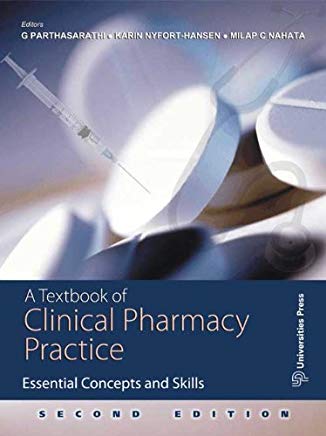 Editors
G PARTHASARATHI • KARIN NYFORT-HANSEN • MILAP C NAHATA
A Textbook of
Clinical Pharmacy
Practice
Essential Concepts and Skills
Universities Press
SECOND EDITION